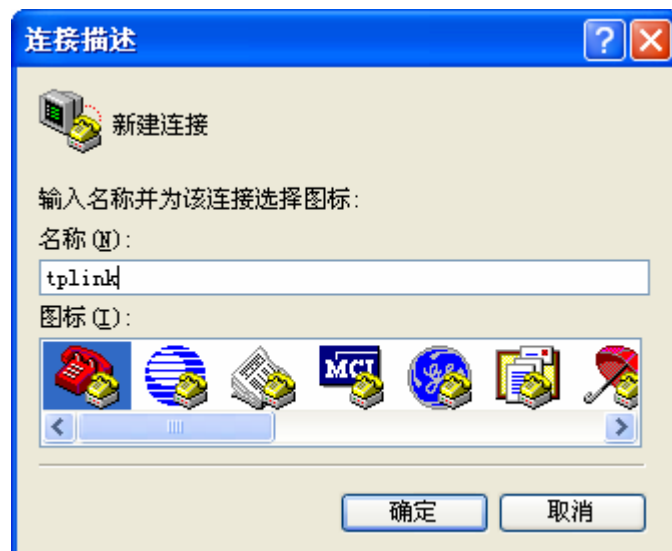 连接描述
新建连接
输入名称并为该连接选择图标:
名称(N):
tplink
图标(I):
MCI
确定 取消